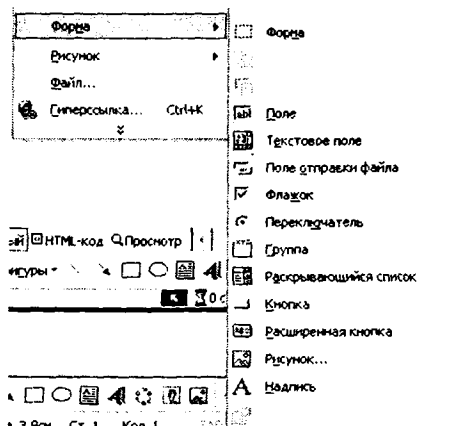 Форма
Рисунок
Файл...
Гиперссылка... Ctrl+K
HTML-код Просмотр
Форма
Поле
Текстовое поле
Поле отправки файла
Флажок
Переключатель
Группа
Раскрывающийся список
Кнопка
Расширенная кнопка
Рисунок...
Надпись